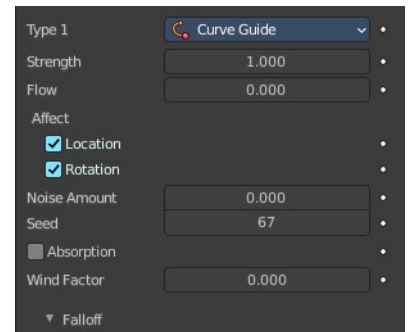 Type 1 Curve Guide
Strength 1.000
Flow 0.000
Affect
Location
Rotation
Noise Amount 0.000
Seed 67
Absorption
Wind Factor 0.000
Falloff